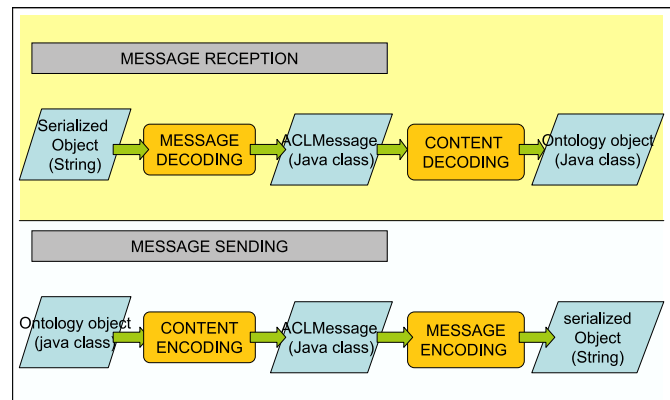 MESSAGE RECEPTION
Serialized
Object
(String)
MESSAGE
DECODING
ACLMessage
(Java class)
CONTENT
DECODING
Ontology object
(Java class)
MESSAGE SENDING
Ontology object
(java class)
CONTENT
ENCODING
ACLMessage
(Java class)
MESSAGE
ENCODING
serialized
Object
(String)